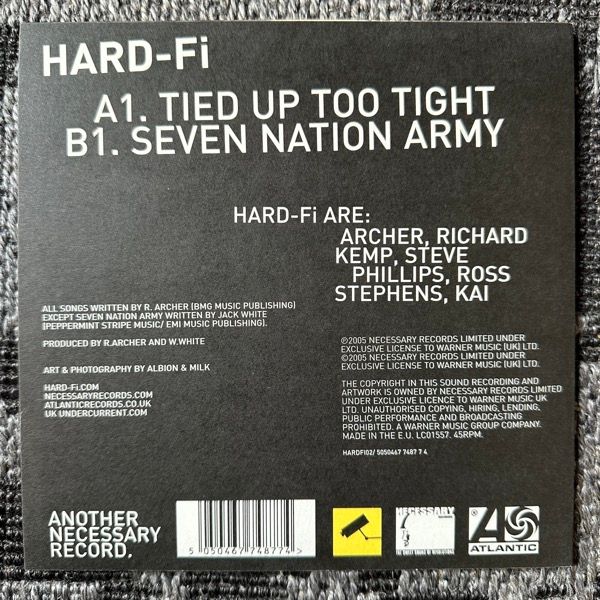 HARD-Fi
A1. TIED UP TOO TIGHT
B1. SEVEN NATION ARMY
HARD-Fi ARE:
ARCHER, RICHARD
KEMP, STEVE
PHILLIPS, ROSS
STEPHENS, KAI
ALL SONGS WRITTEN BY R. ARCHER (BMG MUSIC PUBLISHING)
EXCEPT SEVEN NATION ARMY WRITTEN BY JACK WHITE
(PEPPERMINT STRIPE MUSIC/ EMI MUSIC PUBLISHING).
PRODUCED BY R.ARCHER AND W.WHITE
ART & PHOTOGRAPHY BY ALBION & MILK
HARD-Fi.COM
NECESSARYRECORDS.COM
ATLANTICRECORDS.CO.UK
UK UNDERCURRENT.COM
℗2005 NECESSARY RECORDS LIMITED UNDER
EXCLUSIVE LICENSE TO WARNER MUSIC (UK) LTD.
©2005 NECESSARY RECORDS LIMITED UNDER
EXCLUSIVE LICENSE TO WARNER MUSIC (UK) LTD.
THE COPYRIGHT IN THIS SOUND RECORDING AND
ARTWORK IS OWNED BY NECESSARY RECORDS LIMITED
UNDER EXCLUSIVE LICENCE TO WARNER MUSIC UK
LTD. UNAUTHORISED COPYING, HIRING, LENDING,
PUBLIC PERFORMANCE AND BROADCASTING
PROHIBITED. A WARNER MUSIC GROUP COMPANY.
MADE IN THE E.U. LC01557. 45RPM.
HARDFI02/ 5050467 7487 7 4
ANOTHER
NECESSARY
RECORD.
5 050467 748774 >
NECESSARY
THE SWEET SOUND OF REVOLUTIONS
ATLANTIC